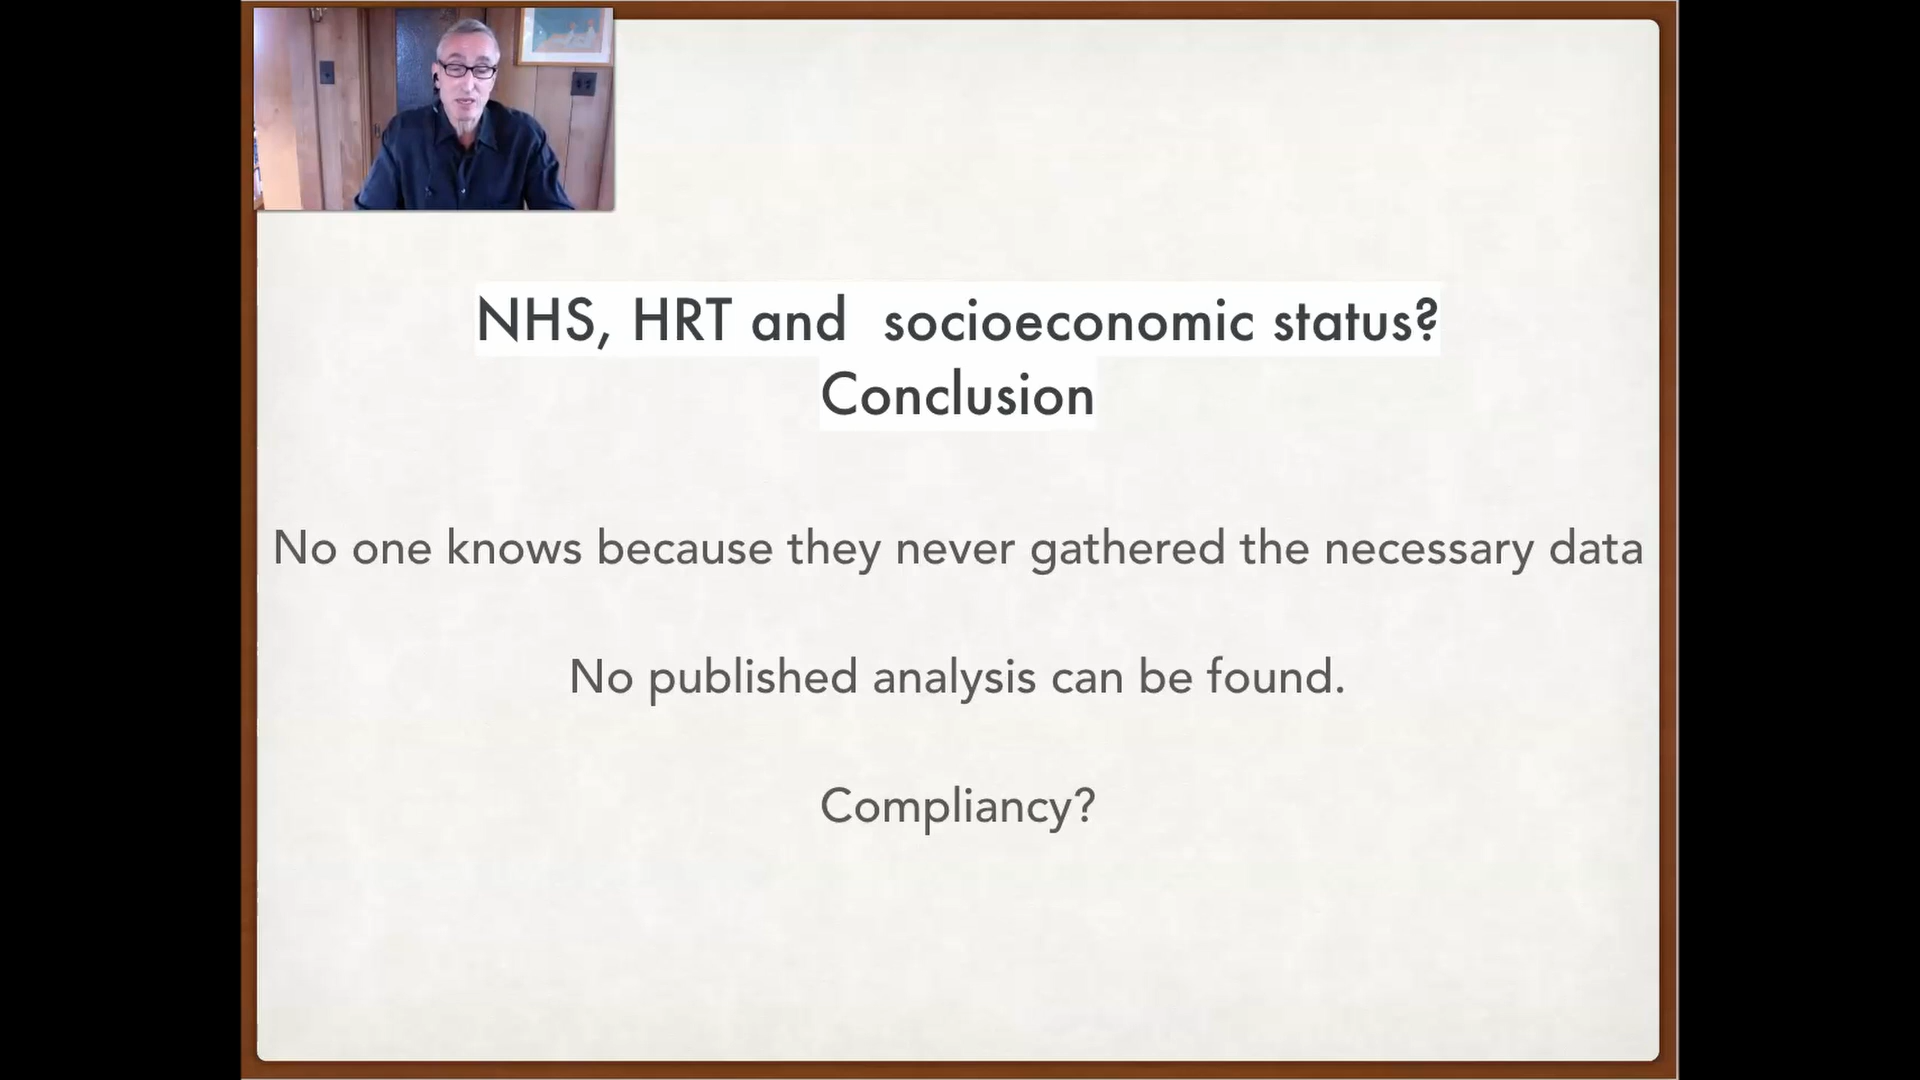 NHS, HRT and  socioeconomic status?
Conclusion
No one knows because they never gathered the necessary data
No published analysis can be found.
Compliancy?